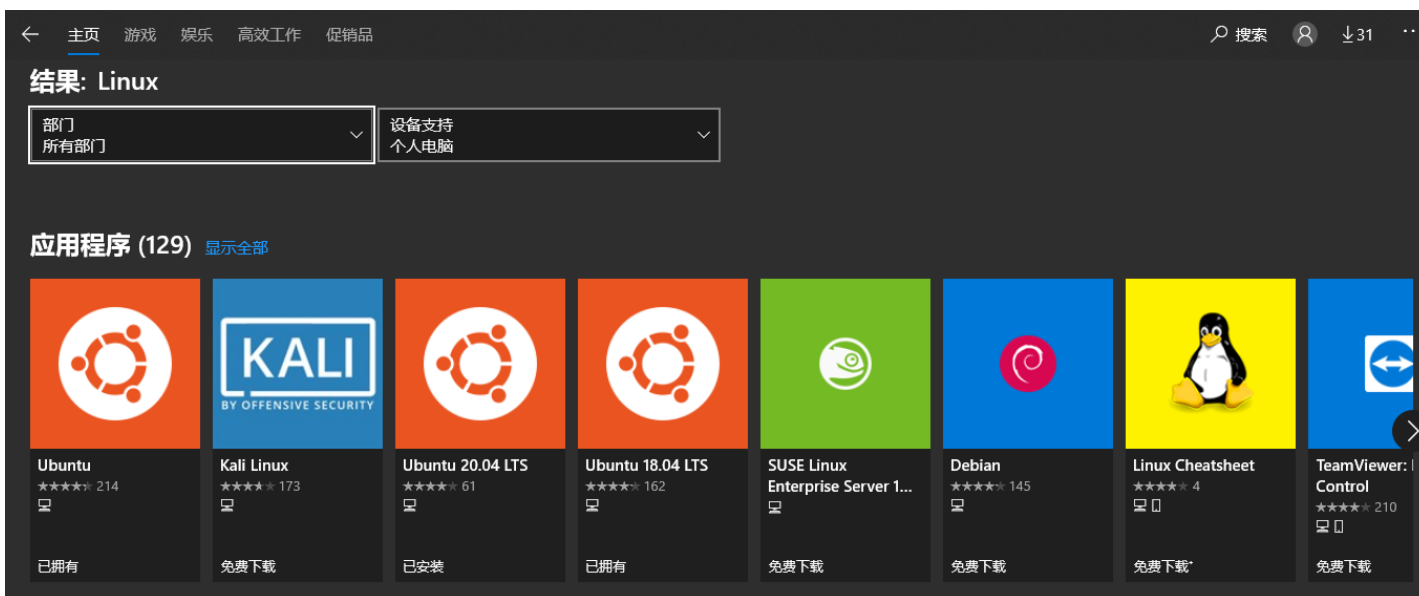 主页 游戏 娱乐 高效工作 促销品 搜索 31
结果: Linux
部门
所有部门
设备支持
个人电脑
应用程序 (129) 显示全部
KALI
BY OFFENSIVE SECURITY
Ubuntu
214
已拥有
Kali Linux
173
免费下载
Ubuntu 20.04 LTS
61
已安装
Ubuntu 18.04 LTS
162
已拥有
SUSE Linux
Enterprise Server 1...
免费下载
Debian
145
免费下载
Linux Cheatsheet
4
免费下载+
TeamViewer:
Control
210
免费下载